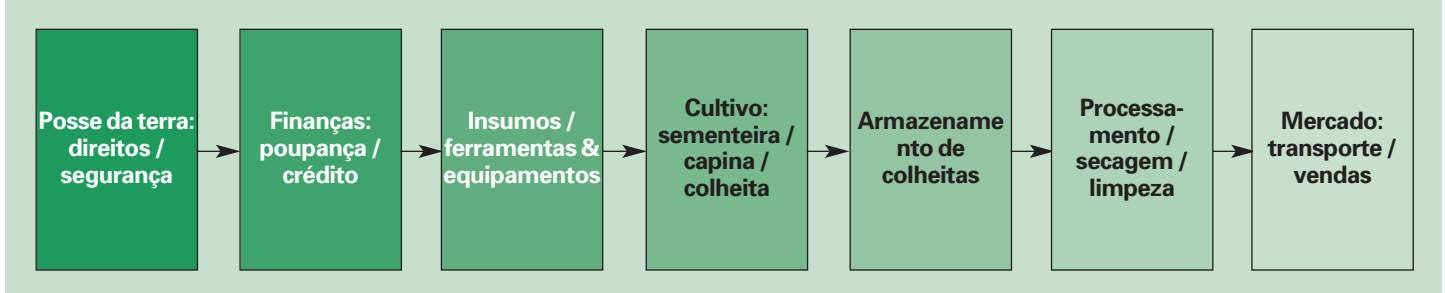 Posse da terra:
direitos /
segurança
Finanças:
poupança /
crédito
Insumos /
ferramentas &
equipamentos
Cultivo:
sementeira /
capina /
colheita
Armazename
nto de
colheitas
Processa-
mento /
secagem /
limpeza
Mercado:
transporte /
vendas